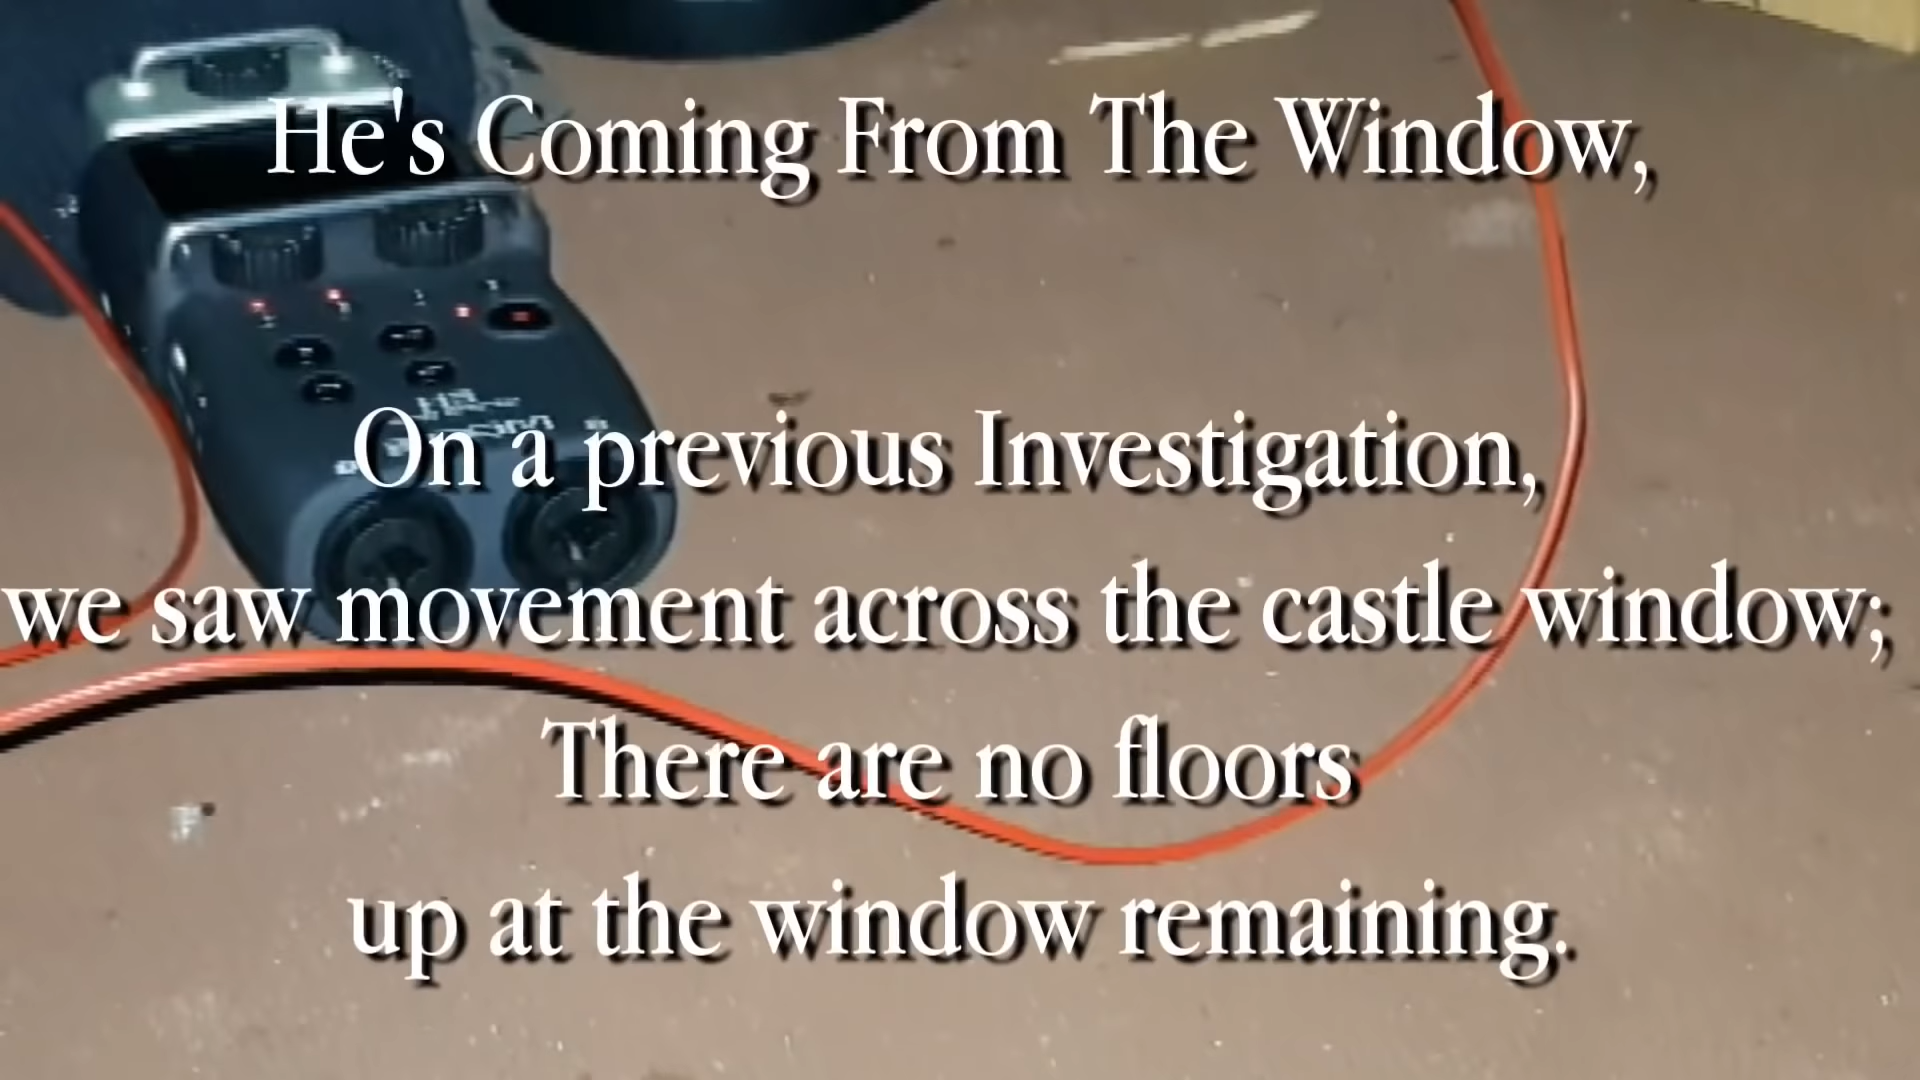 He's Coming From The Window,
On a previous Investigation,
we saw movement across the castle window;
There are no floors
up at the window remaining.